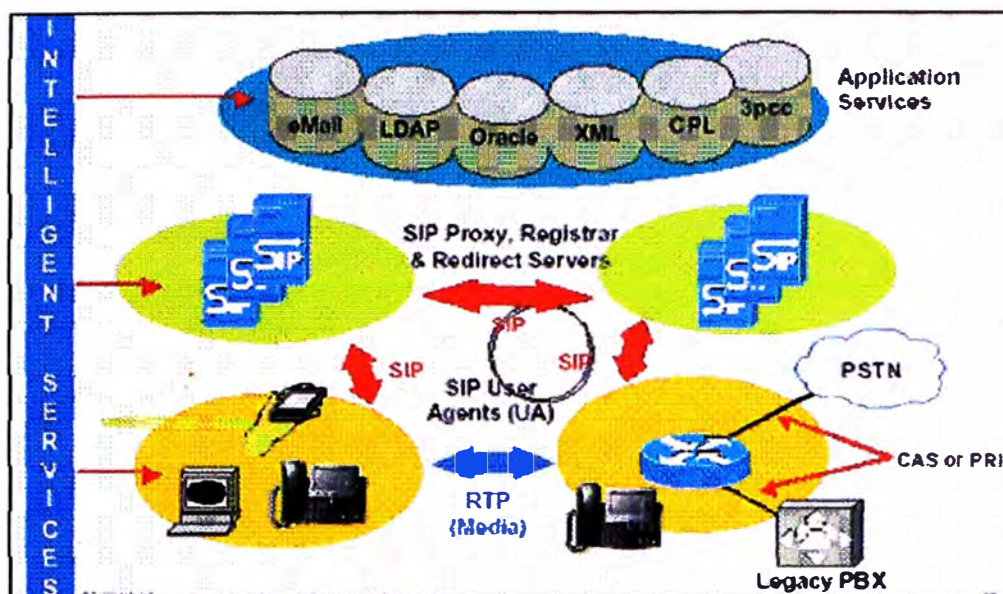 INTELLIGENT SERVICES
Application
Services
eMail
LDAP
Oracle
XML
CPL
3pcc
SIP Proxy, Registrar
& Redirect Servers
SIP
SIP
SIP
SIP
SIP
SIP User
Agents (UA)
PSTN
CAS or PRI
RTP
(Media)
Legacy PBX